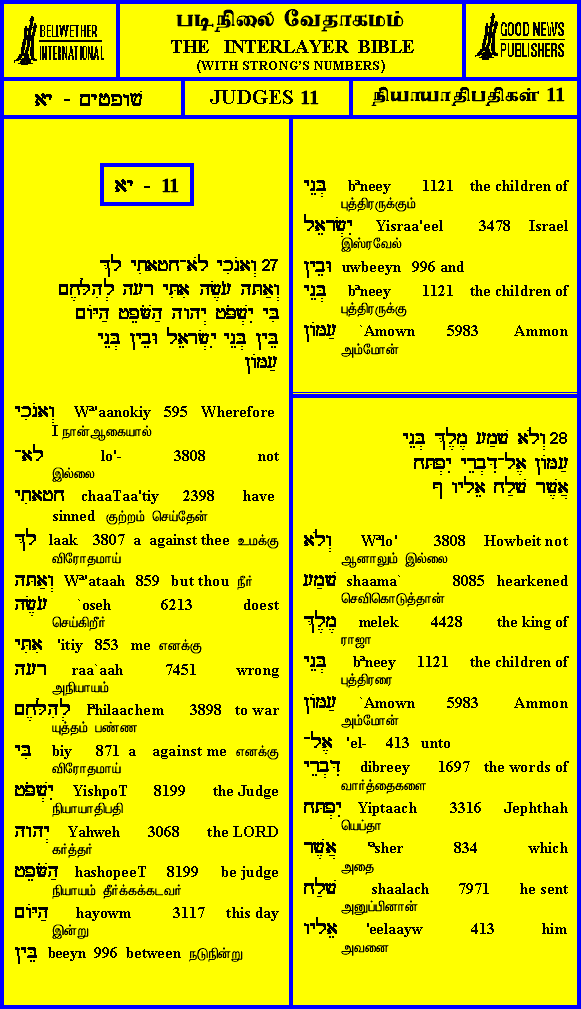 BELLWETHER
INTERNATIONAL
படிநிலை வேதாகமம்
THE INTERLAYER BIBLE
(WITH STRONG'S NUMBERS)
GOOD NEWS
PUBLISHERS
שופטים - יא
JUDGES 11
நியாயாதிபதிகள் 11
יא - 11
27 וְאָנֹכִי לֹא־חָטָאתִי לָךְ
וְאַתָּה עֹשֶׂה אִתִּי רָעָה לְהִלָּחֶם
בִּי יִשְׁפֹּט יְהוָה הַשֹּׁפֵט הַיּוֹם
בֵּין בְּנֵי יִשְׂרָאֵל וּבֵין בְּנֵי
עַמּוֹן
וְאָנֹכִי Wª'aanokiy 595 Wherefore
I நான்ஆகையால்
לֹא־ lo'- 3808 not
இல்லை
חָטָאתִי chaaTaa'tiy 2398 have
sinned குற்றம் செய்தேன்
לָךְ laak 3807 a against thee உமக்கு
விரோதமாய்
וְאַתָּה Wª'ataah 859 but thou நீர்
עֹשֶׂה `oseh 6213 doest
செய்கிறீர்
אִתִּי 'itiy 853 me எனக்கு
רָעָה raa`aah 7451 wrong
அநியாயம்
לְהִלָּחֶם lªhilaachem 3898 to war
யுத்தம் பண்ண
בִּי biy 871 a against me எனக்கு
விரோதமாய்
יִשְׁפֹּט YishpoT 8199 the Judge
நியாயாதிபதி
יְהוָה Yahweh 3068 the LORD
கர்த்தர்
הַשֹּׁפֵט hashopeeT 8199 be judge
நியாயம் தீர்க்கக்கடவர்
הַיּוֹם hayowm 3117 this day
இன்று
בֵּין beeyn 996 between நடுநின்று
בְּנֵי bªneey 1121 the children of
புத்திரருக்கும்
יִשְׂרָאֵל Yisraa'eel 3478 Israel
இஸ்ரவேல்
וּבֵין uwbeeyn 996 and
בְּנֵי bªneey 1121 the children of
புத்திரருக்கு
עַמּוֹן `Amown 5983 Ammon
அம்மோன்
28 וְלֹא שָׁמַע מֶלֶךְ בְּנֵי
עַמּוֹן אֶל־דִּבְרֵי יִפְתָּח
אֲשֶׁר שָׁלַח אֵלָיו ף
וְלֹא Wªlo' 3808 Howbeit not
ஆனாலும் இல்லை
שָׁמַע shaama` 8085 hearkened
செவிகொடுத்தான்
מֶלֶךְ melek 4428 the king of
ராஜா
בְּנֵי bªneey 1121 the children of
புத்திரரை
עַמּוֹן `Amown 5983 Ammon
அம்மோன்
אֶל־ 'el- 413 unto
דִּבְרֵי dibreey 1697 the words of
வார்த்தைகளை
יִפְתָּח Yiptaach 3316 Jephthah
யெப்தா
אֲשֶׁר ªsher 834 which
அதை
שָׁלַח shaalach 7971 he sent
அனுப்பினான்
אֵלָיו 'eelaayw 413 him
அவனை